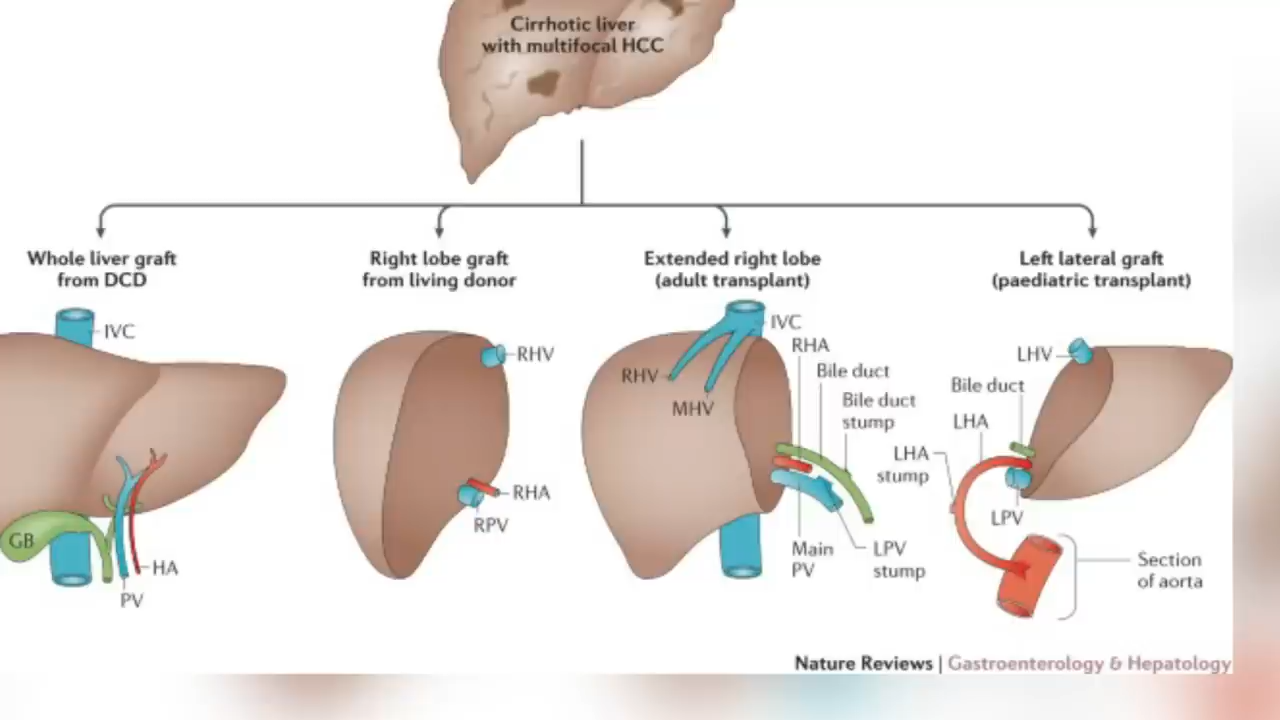 Cirrhotic liver
with multifocal HCC
Whole liver graft
from DCD
Right lobe graft
from living donor
Extended right lobe
(adult transplant)
Left lateral graft
(paediatric transplant)
IVC
GB
HA
PV
RHV
RHA
RPV
IVC
RHA
RHV
MHV
Bile duct
Bile duct
stump
Main
PV
LPV
stump
LHV
Bile duct
LHA
LHA
stump
LPV
Section
of aorta
Nature Reviews | Gastroenterology & Hepatology